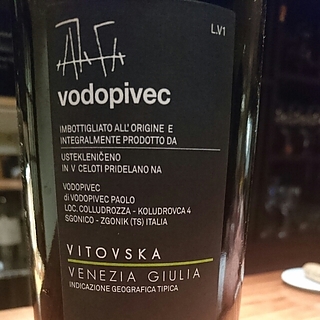 L.V1
vodopivec
IMBOTTIGLIATO ALL'ORIGINE E
INTEGRALMENTE PRODOTTO DA
USTEKLENIČENO
IN V CELOTI PRIDELANO NA
VODOPIVEC
di VODOPIVEC PAOLO
LOC. COLLUDROZZA - KOLUDROVCA 4
SGONICO - ZGONIK (TS) ITALIA
VITOVSKA
VENEZIA GIULIA
INDICAZIONE GEOGRAFICA TIPICA